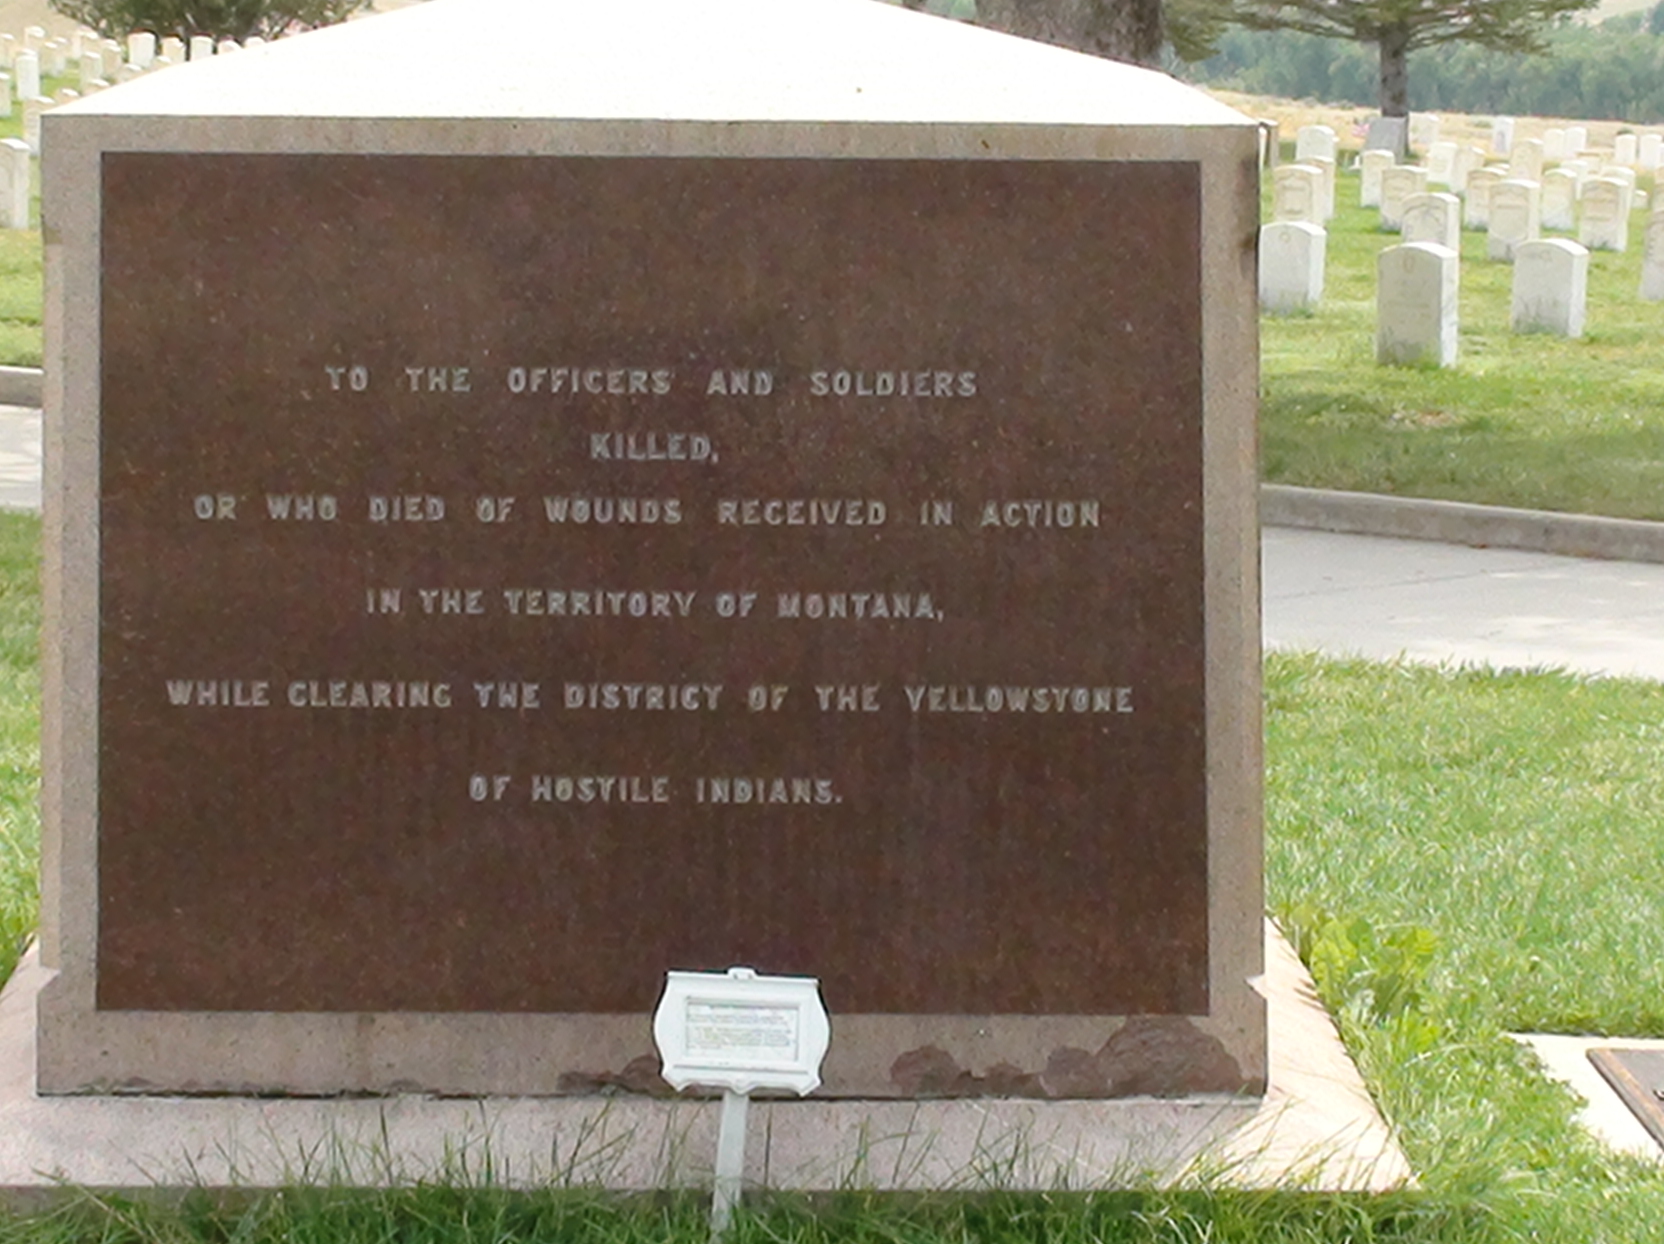 TO THE OFFICERS AND SOLDIERS
KILLED,
OR WHO DIED OF WOUNDS RECEIVED IN ACTION
IN THE TERRITORY OF MONTANA,
WHILE CLEARING THE DISTRICT OF THE YELLOWSTONE
OF HOSTILE INDIANS.